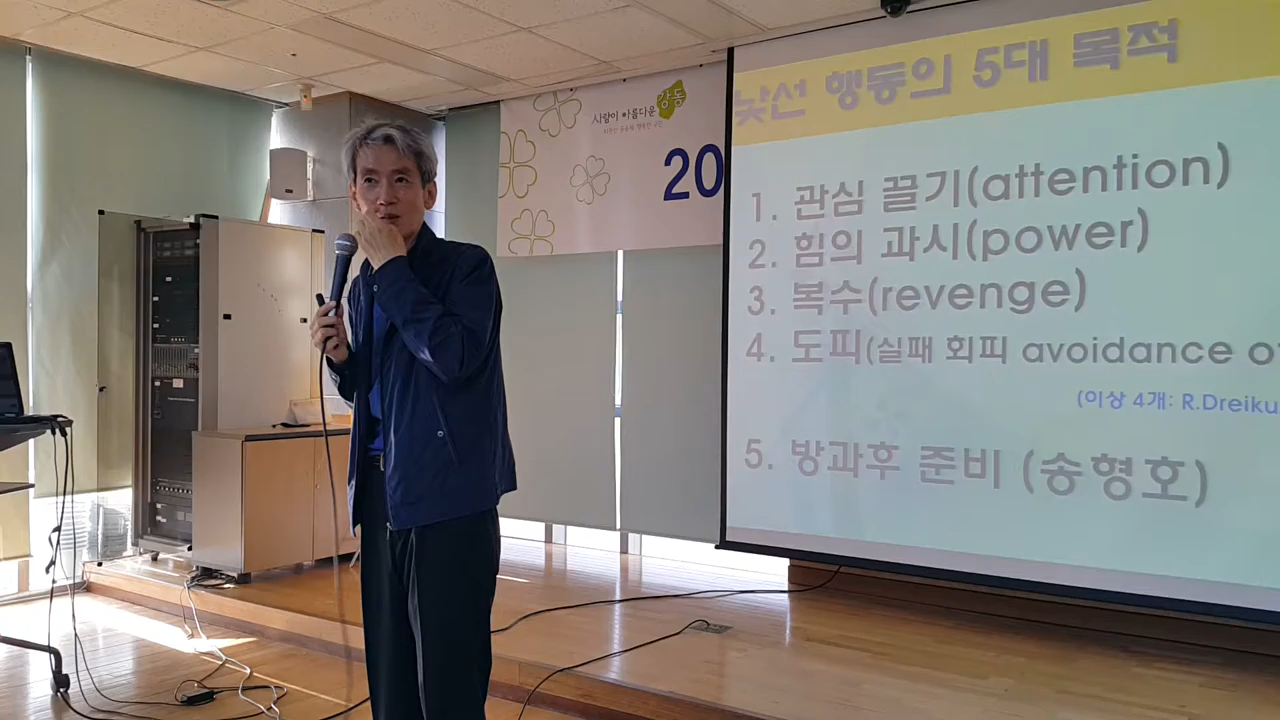 사람이 아름다운 강동
20
낯선 행동의 5대 목적
1. 관심 끌기(attention)
2. 힘의 과시(power)
3. 복수(revenge)
4. 도피(실패 회피 avoidance of
(이상 4개: R.Dreiku
5. 방과후 준비 (송형호)